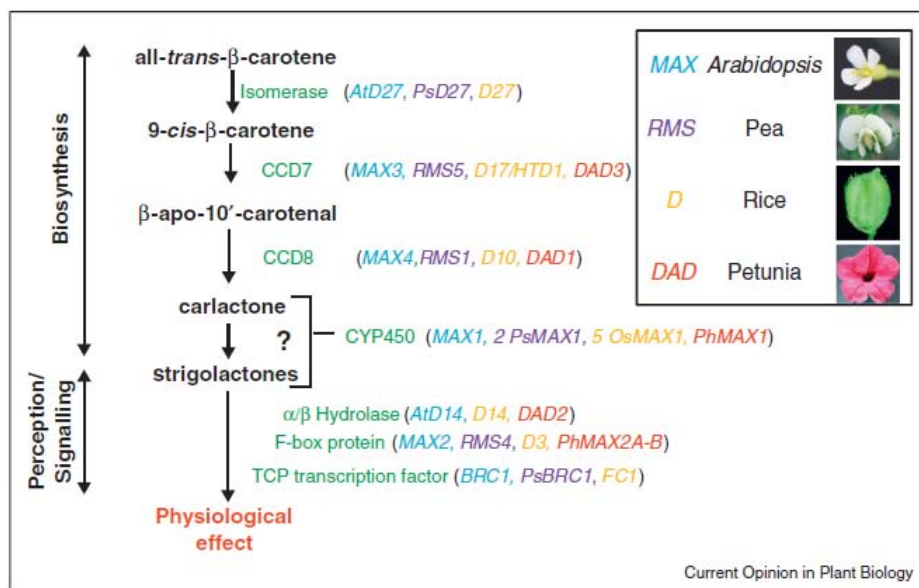 all-trans-β-carotene
Isomerase (AtD27, PsD27, D27)
9-cis-β-carotene
CCD7 (MAX3, RMS5, D17/HTD1, DAD3)
β-apo-10′-carotenal
CCD8 (MAX4,RMS1, D10, DAD1)
carlactone
?
CYP450 (MAX1, 2 PsMAX1, 5 OsMAX1, PhMAX1)
strigolactones
α/β Hydrolase (AtD14, D14, DAD2)
F-box protein (MAX2, RMS4, D3, PhMAX2A-B)
TCP transcription factor (BRC1, PsBRC1, FC1)
Physiological
effect
Biosynthesis
Perception/
Signalling
MAX Arabidopsis
RMS Pea
D Rice
DAD Petunia
Current Opinion in Plant Biology